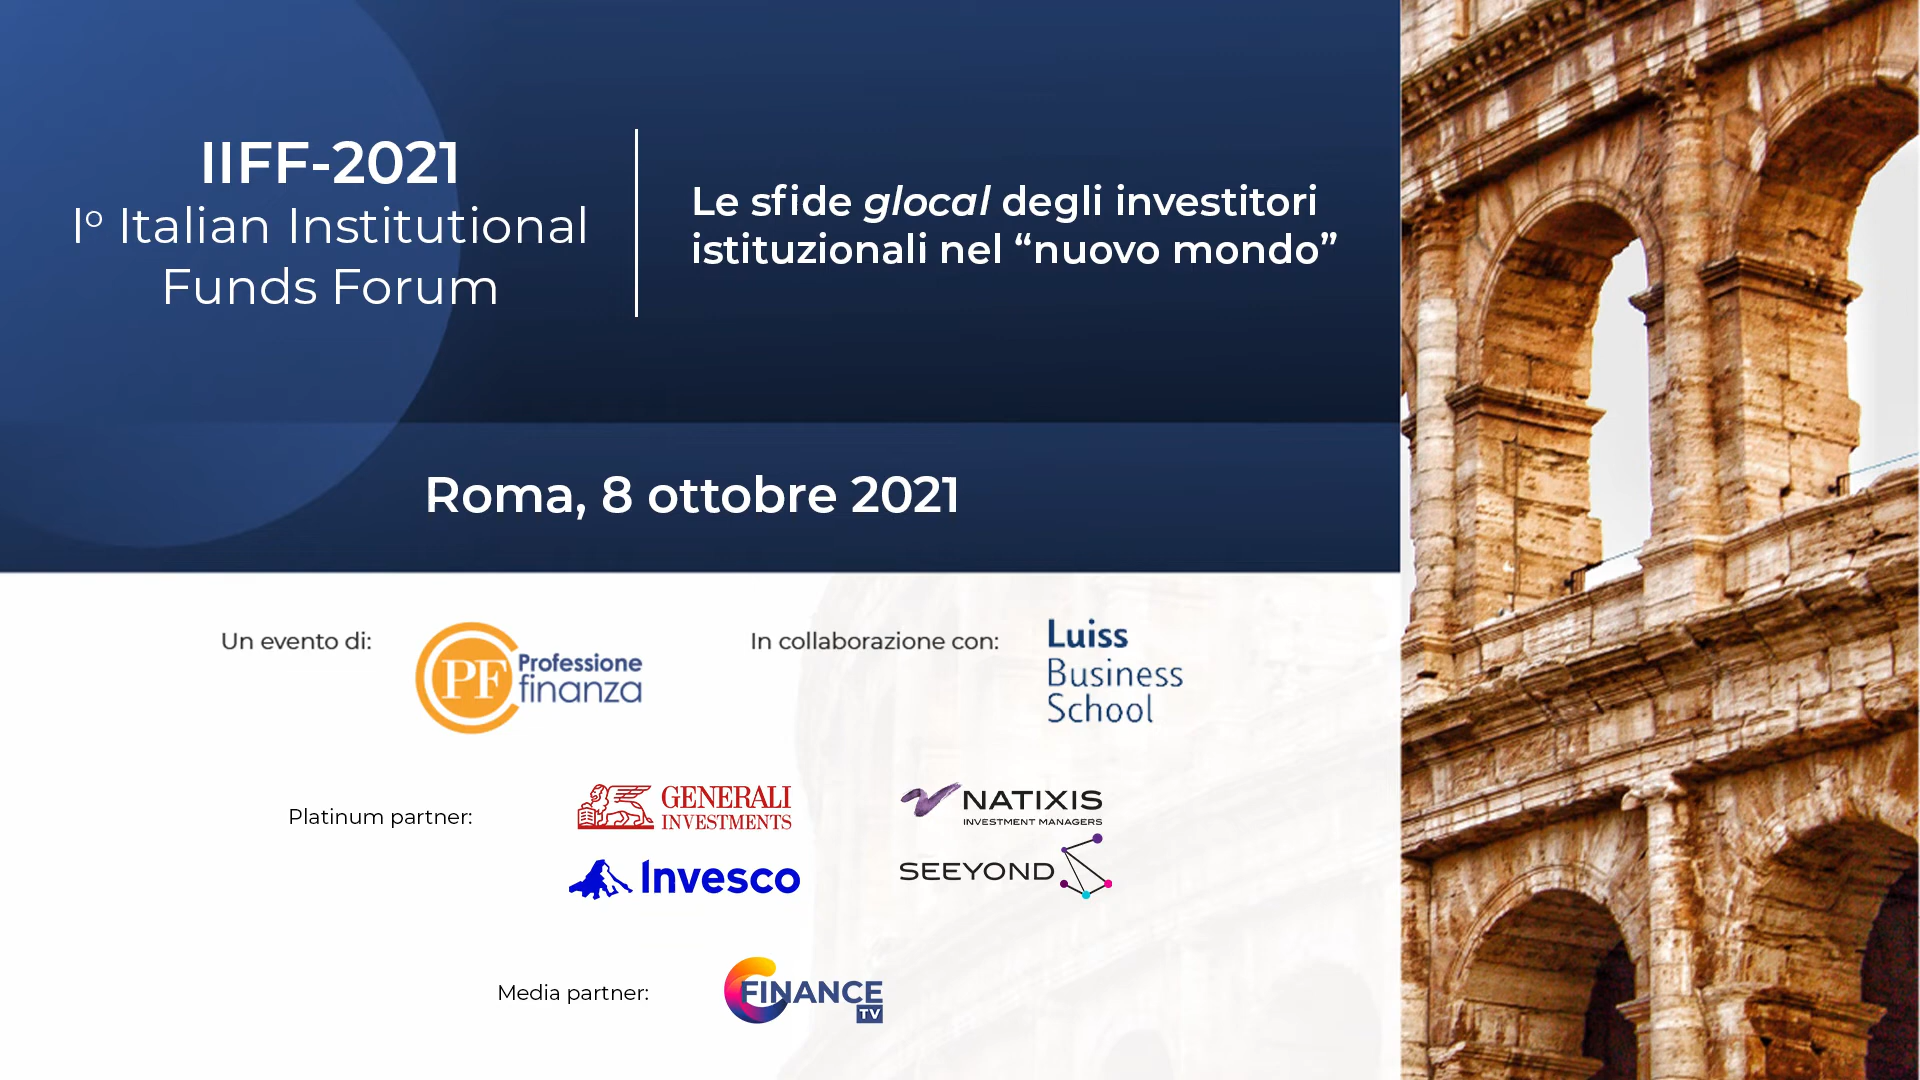 IIFF-2021
I° Italian Institutional
Funds Forum
Le sfide glocal degli investitori
istituzionali nel “nuovo mondo”
Roma, 8 ottobre 2021
Un evento di:
PF
Professione
finanza
In collaborazione con:
Luiss
Business
School
Platinum partner:
GENERALI
INVESTMENTS
NATIXIS
INVESTMENT MANAGERS
Invesco
SEEYOND
Media partner:
FINANCE
TV